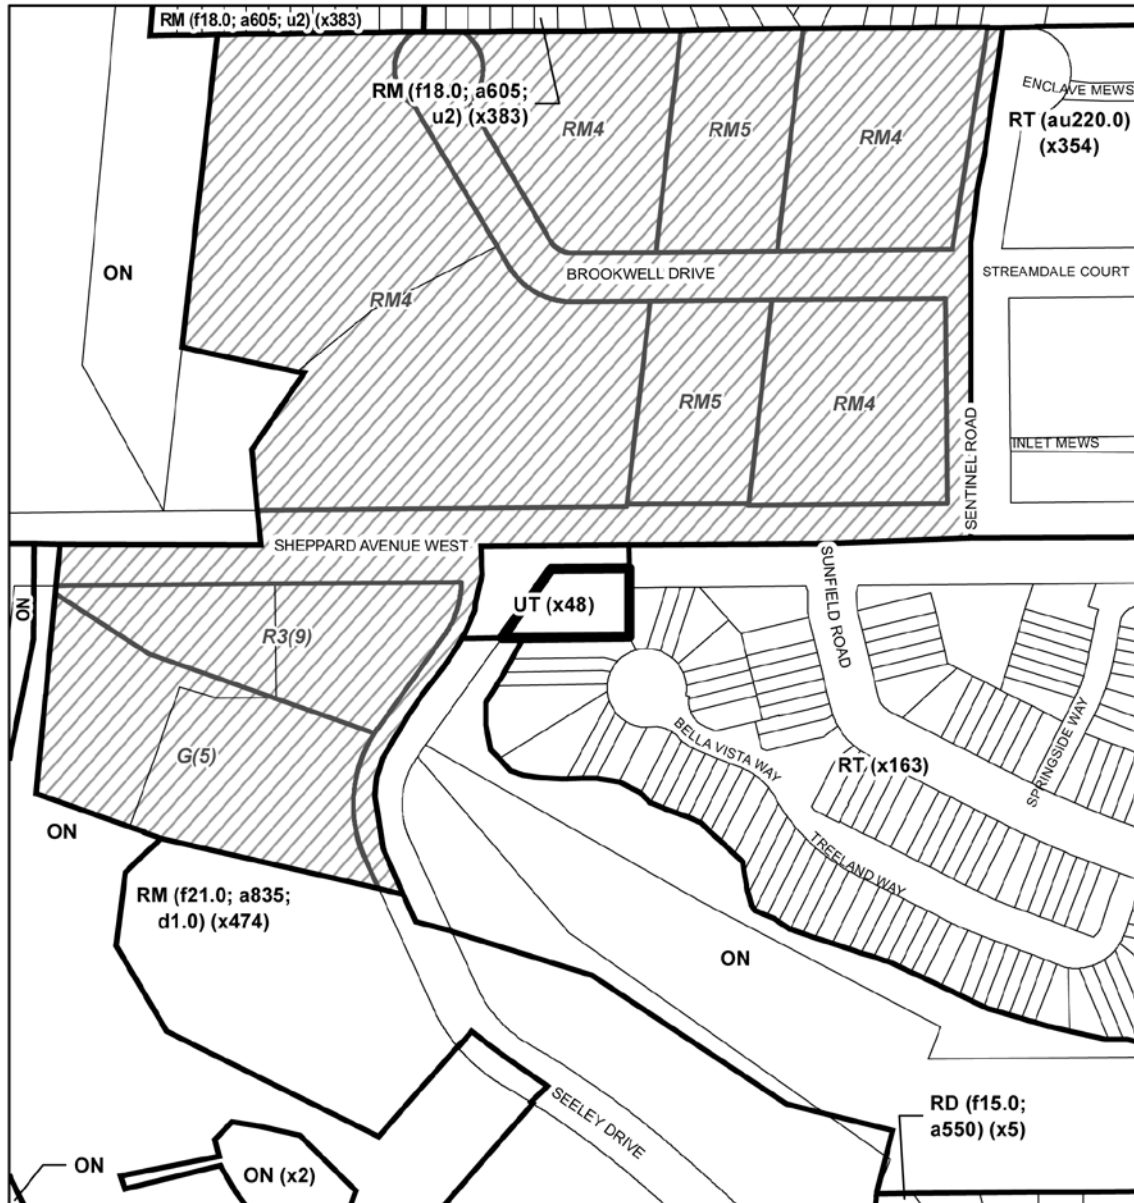 RM (f18.0; a605; u2) (x383)
ENCLAVE MEWS
RM (f18.0; a605;
u2) (x383)
RT (au220.0)
(x354)
RM4
RM5
RM4
ON
BROOKWELL DRIVE
STREAMDALE COURT
RM4
RM5
RM4
SENTINEL ROAD
INLET MEWS
SHEPPARD AVENUE WEST
ON
UT (x48)
SUNFIELD ROAD
R3(9)
G(5)
BELLA VISTA WAY
RT (x163)
SPRINGSIDE WAY
ON
TREELAND WAY
RM (f21.0; a835;
d1.0) (x474)
ON
SEELEY DRIVE
RD (f15.0;
a550) (x5)
ON
ON (x2)